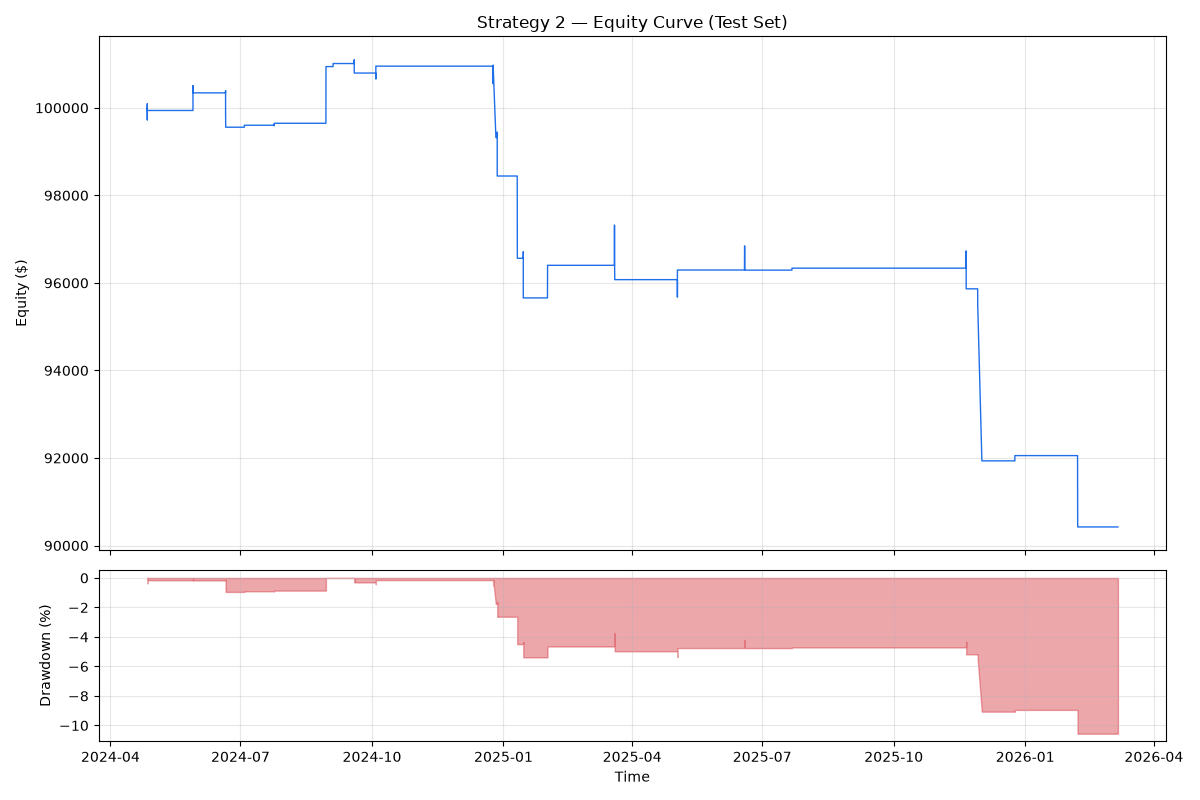 Strategy 2 — Equity Curve (Test Set)
Equity ($)
100000
98000
96000
94000
92000
90000
Drawdown (%)
0
−2
−4
−6
−8
−10
2024-04 2024-07 2024-10 2025-01 2025-04 2025-07 2025-10 2026-01 2026-04
Time